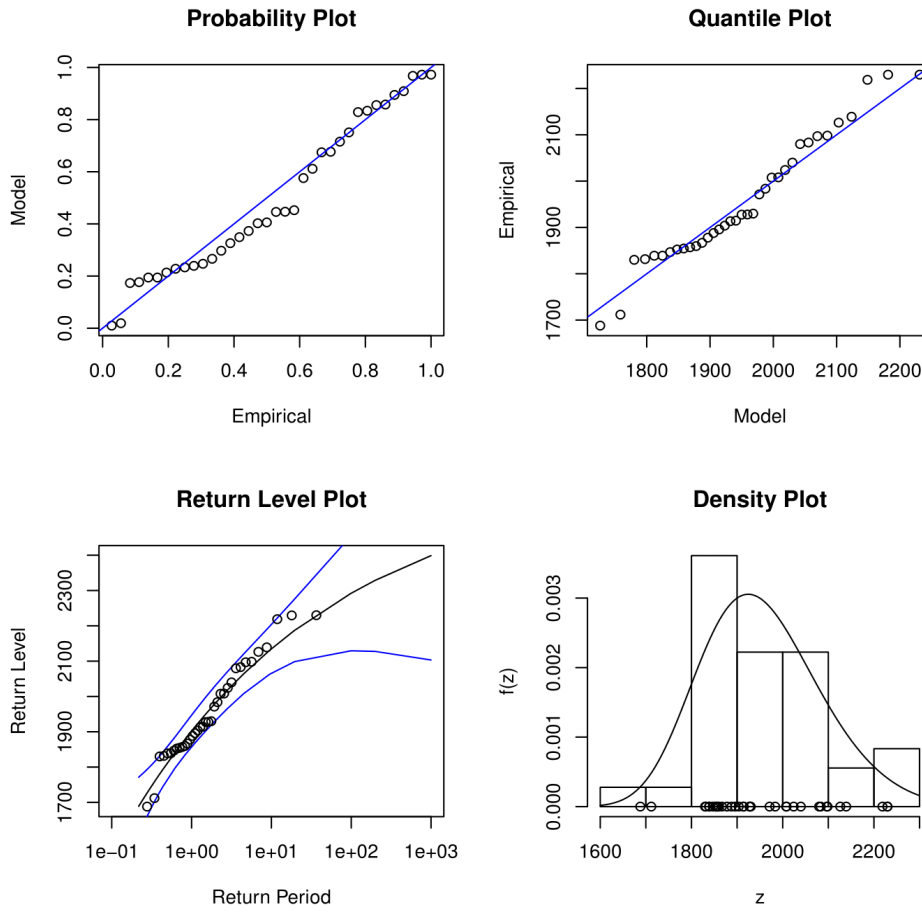 Probability Plot
Model
0.0 0.2 0.4 0.6 0.8 1.0
0.0 0.2 0.4 0.6 0.8 1.0
Empirical
Quantile Plot
Empirical
1700 1900 2100
1800 1900 2000 2100 2200
Model
Return Level Plot
Return Level
1700 1900 2100 2300
1e−01 1e+00 1e+01 1e+02 1e+03
Return Period
Density Plot
f(z)
0.000 0.001 0.002 0.003
1600 1800 2000 2200
z